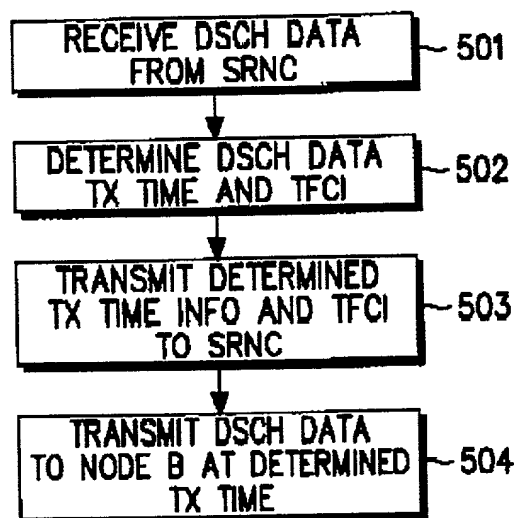 RECEIVE DSCH DATA
FROM SRNC
501
DETERMINE DSCH DATA
TX TIME AND TFCI
502
TRANSMIT DETERMINED
TX TIME INFO AND TFCI
TO SRNC
503
TRANSMIT DSCH DATA
TO NODE B AT DETERMINED
TX TIME
504